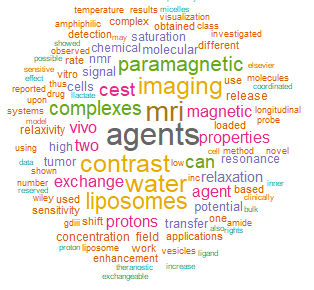 temperature results micelles
amphiphilic complex visualization
detection may obtained class
observed chemical molecular investigated
showed rate saturation different
possible paramagnetic elsevier
sensitive vitro nmr
effect cells signal imaging use molecules
reported thus cest coordinated
llactate drug release
upon complexes mri magnetic longitudinal
systems vivo loaded probe
relaxivity agents properties
model cell method novel
using high two
data tumor contrast can resonance
shown low inc relaxation inner
number exchange water agent based
reserved wiley used potential clinically
sensitivity liposomes one bulk
gdiii shift protons transfer amide
also rights
concentration field applications
proton liposome work vesicles ligand
enhancement theranostic increase
exchangeable